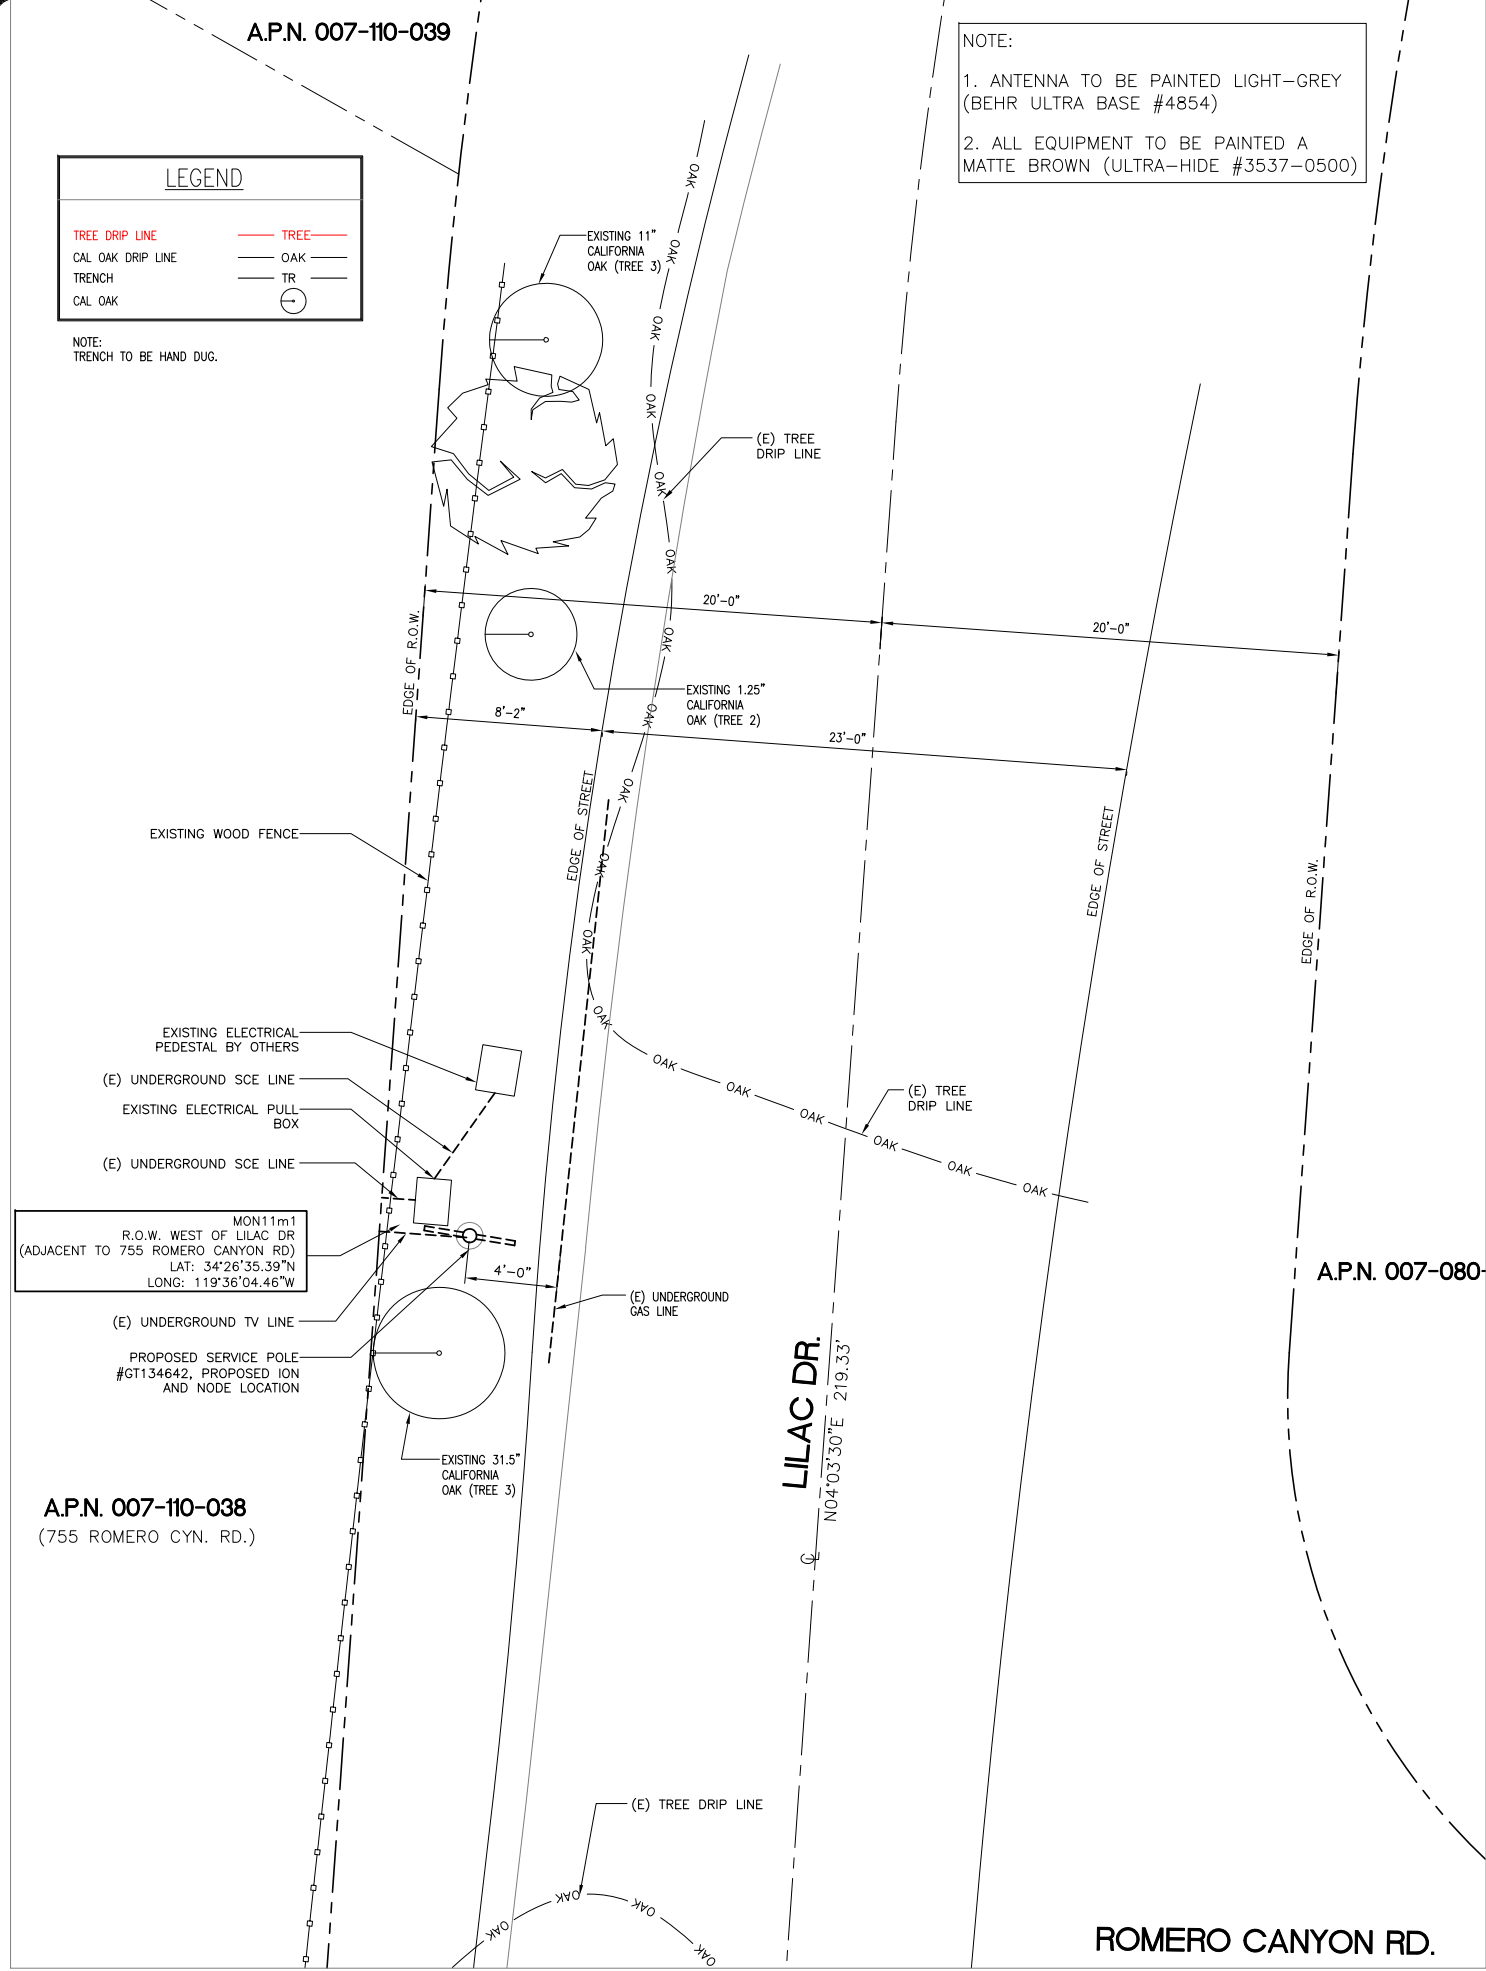 A.P.N. 007-110-039
NOTE:
1. ANTENNA TO BE PAINTED LIGHT-GREY
(BEHR ULTRA BASE #4854)
2. ALL EQUIPMENT TO BE PAINTED A
MATTE BROWN (ULTRA-HIDE #3537-0500)
LEGEND
TREE DRIP LINE TREE
CAL OAK DRIP LINE OAK
TRENCH TR
CAL OAK
NOTE:
TRENCH TO BE HAND DUG.
EXISTING 11"
CALIFORNIA
OAK (TREE 3)
OAK
OAK
OAK
OAK
OAK
OAK
OAK
OAK
OAK
OAK
OAK
OAK
(E) TREE
DRIP LINE
20'-0"
20'-0"
EDGE OF R.O.W.
EXISTING 1.25"
CALIFORNIA
OAK (TREE 2)
8'-2"
23'-0"
EDGE OF STREET
EDGE OF STREET
EDGE OF R.O.W.
EXISTING WOOD FENCE
EXISTING ELECTRICAL
PEDESTAL BY OTHERS
(E) UNDERGROUND SCE LINE
EXISTING ELECTRICAL PULL
BOX
(E) UNDERGROUND SCE LINE
OAK
OAK
OAK
OAK
OAK
OAK
(E) TREE
DRIP LINE
MON11m1
R.O.W. WEST OF LILAC DR
(ADJACENT TO 755 ROMERO CANYON RD)
LAT: 34°26'35.39"N
LONG: 119°36'04.46"W
4'-0"
(E) UNDERGROUND
GAS LINE
A.P.N. 007-080-
(E) UNDERGROUND TV LINE
PROPOSED SERVICE POLE
#GT134642, PROPOSED ION
AND NODE LOCATION
LILAC DR.
N04°03'30"E 219.33'
EXISTING 31.5"
CALIFORNIA
OAK (TREE 3)
A.P.N. 007-110-038
(755 ROMERO CYN. RD.)
CL
(E) TREE DRIP LINE
OAK
OAK
OAK
OAK
ROMERO CANYON RD.